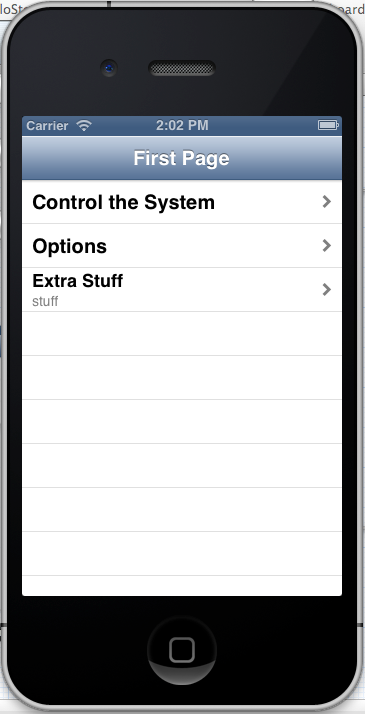 Carrier 2:02 PM
First Page
Control the System
Options
Extra Stuff
stuff